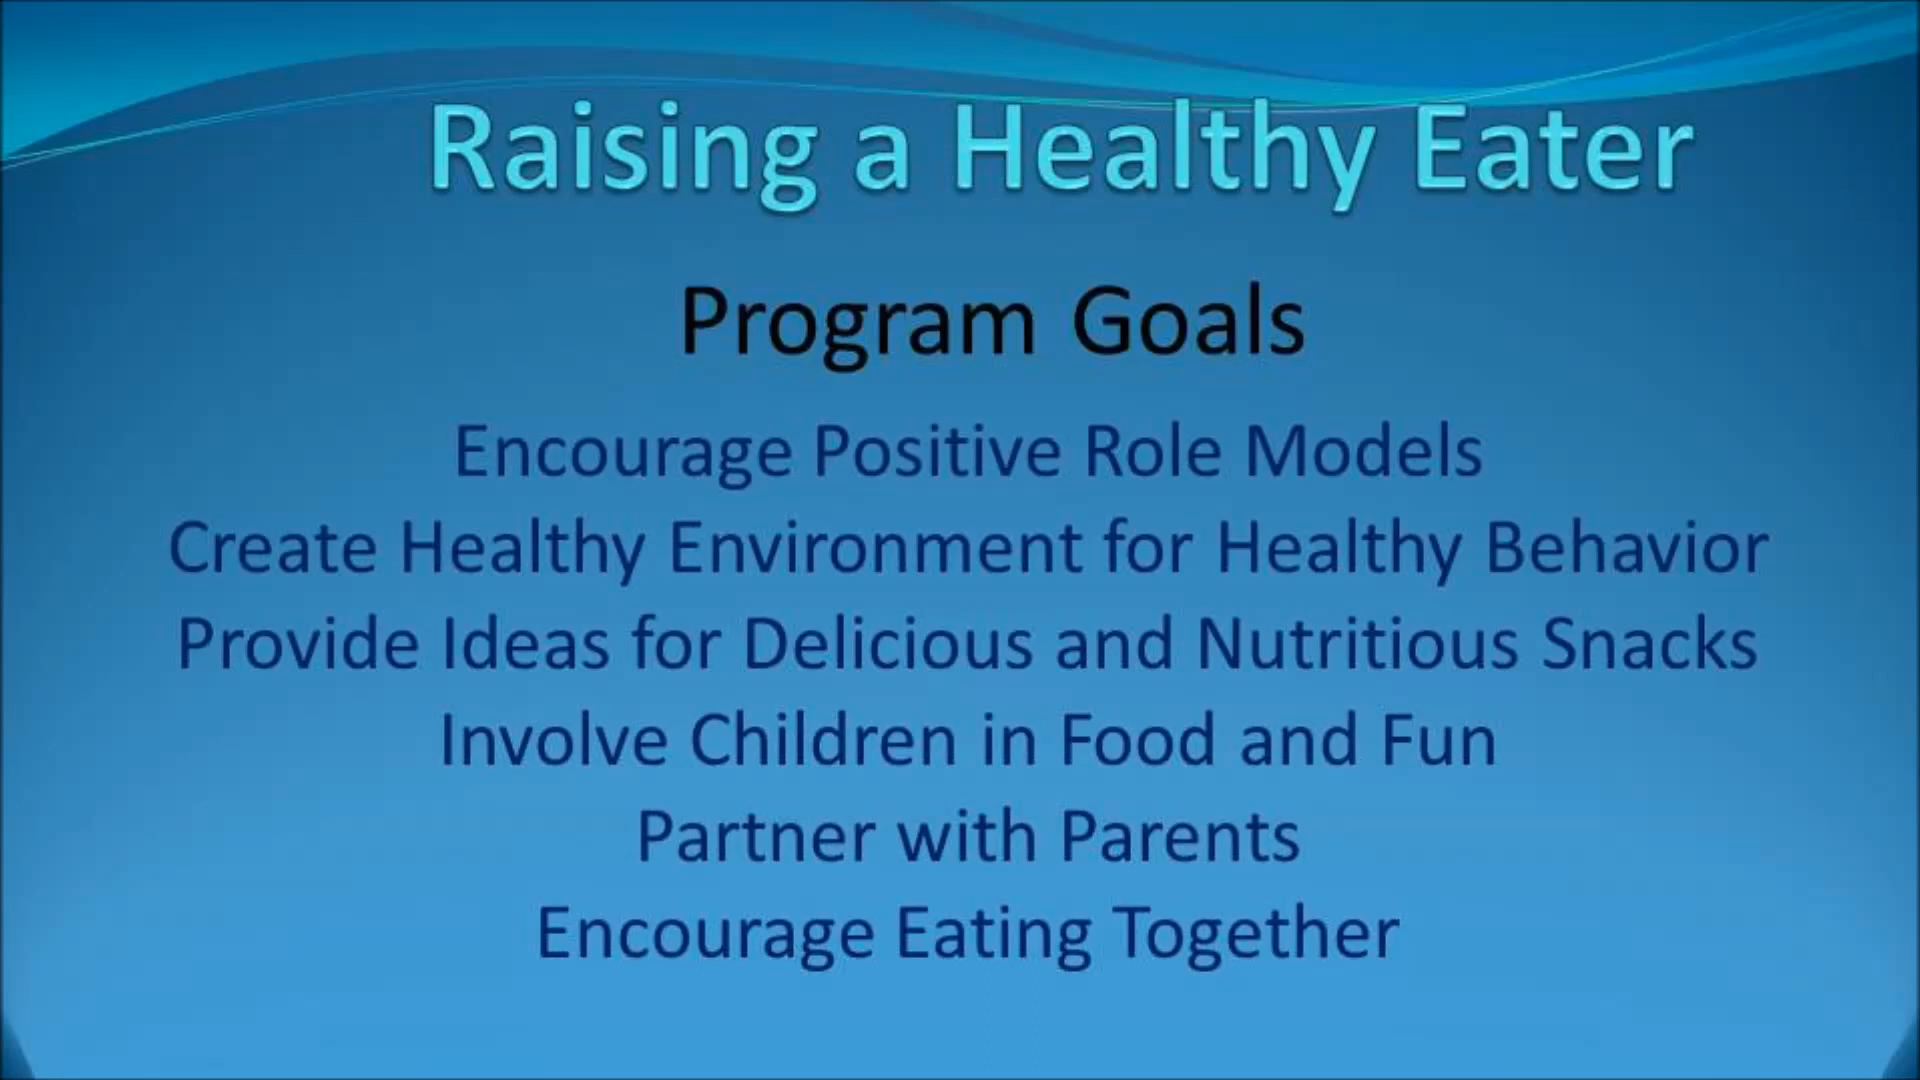 Raising a Healthy Eater
Program Goals
Encourage Positive Role Models
Create Healthy Environment for Healthy Behavior
Provide Ideas for Delicious and Nutritious Snacks
Involve Children in Food and Fun
Partner with Parents
Encourage Eating Together